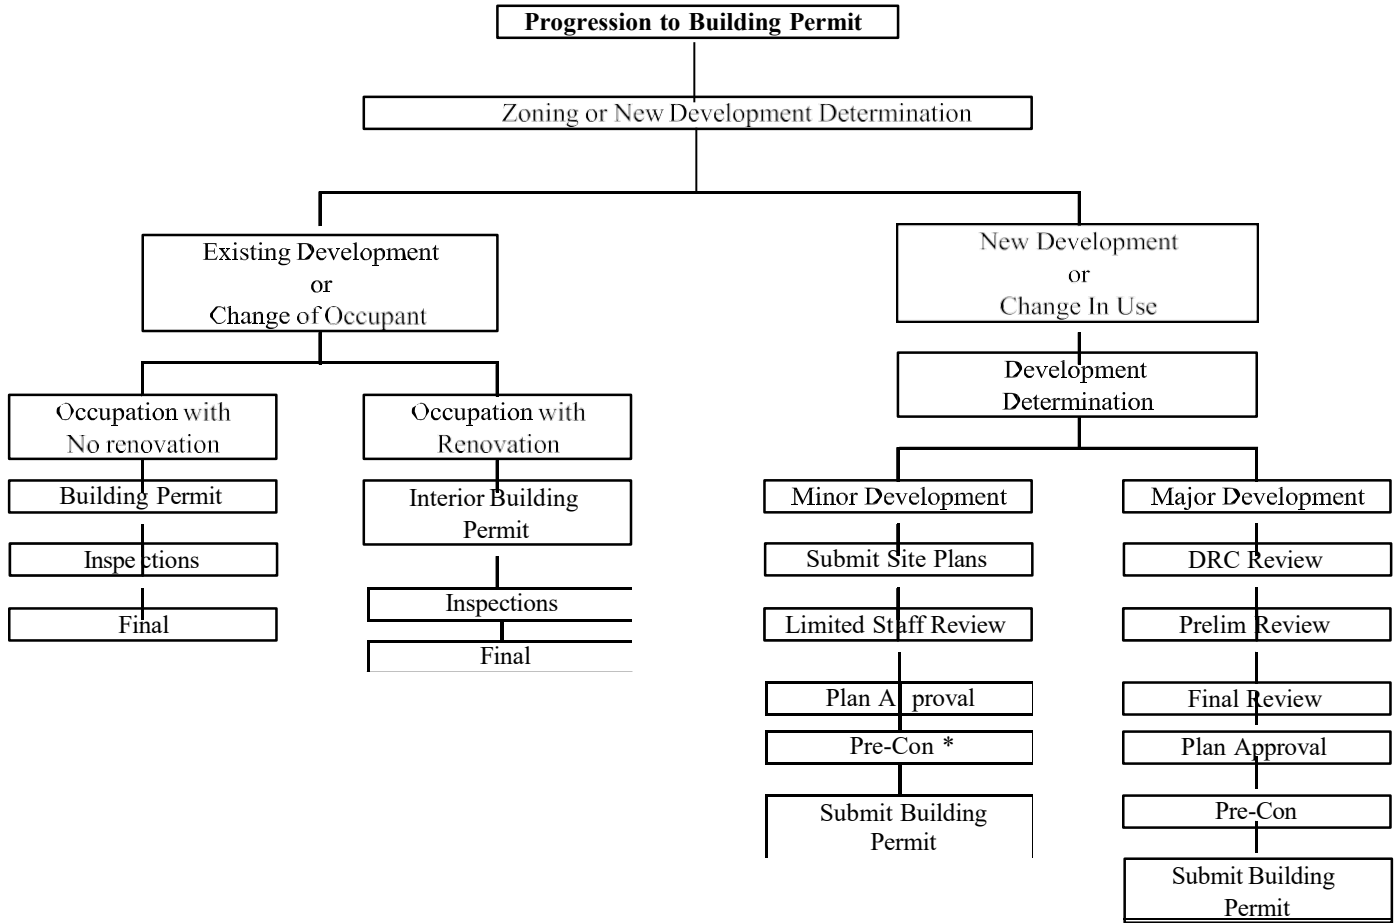 Progression to Building Permit
Zoning or New Development Determination
Existing Development
or
Change of Occupant
New Development
or
Change In Use
Development
Determination
Occupation with
No renovation
Occupation with
Renovation
Building Permit
Inspections
Final
Interior Building
Permit
Inspections
Final
Minor Development
Submit Site Plans
Limited Staff Review
Plan Approval
Pre-Con *
Submit Building
Permit
Major Development
DRC Review
Prelim Review
Final Review
Plan Approval
Pre-Con
Submit Building
Permit